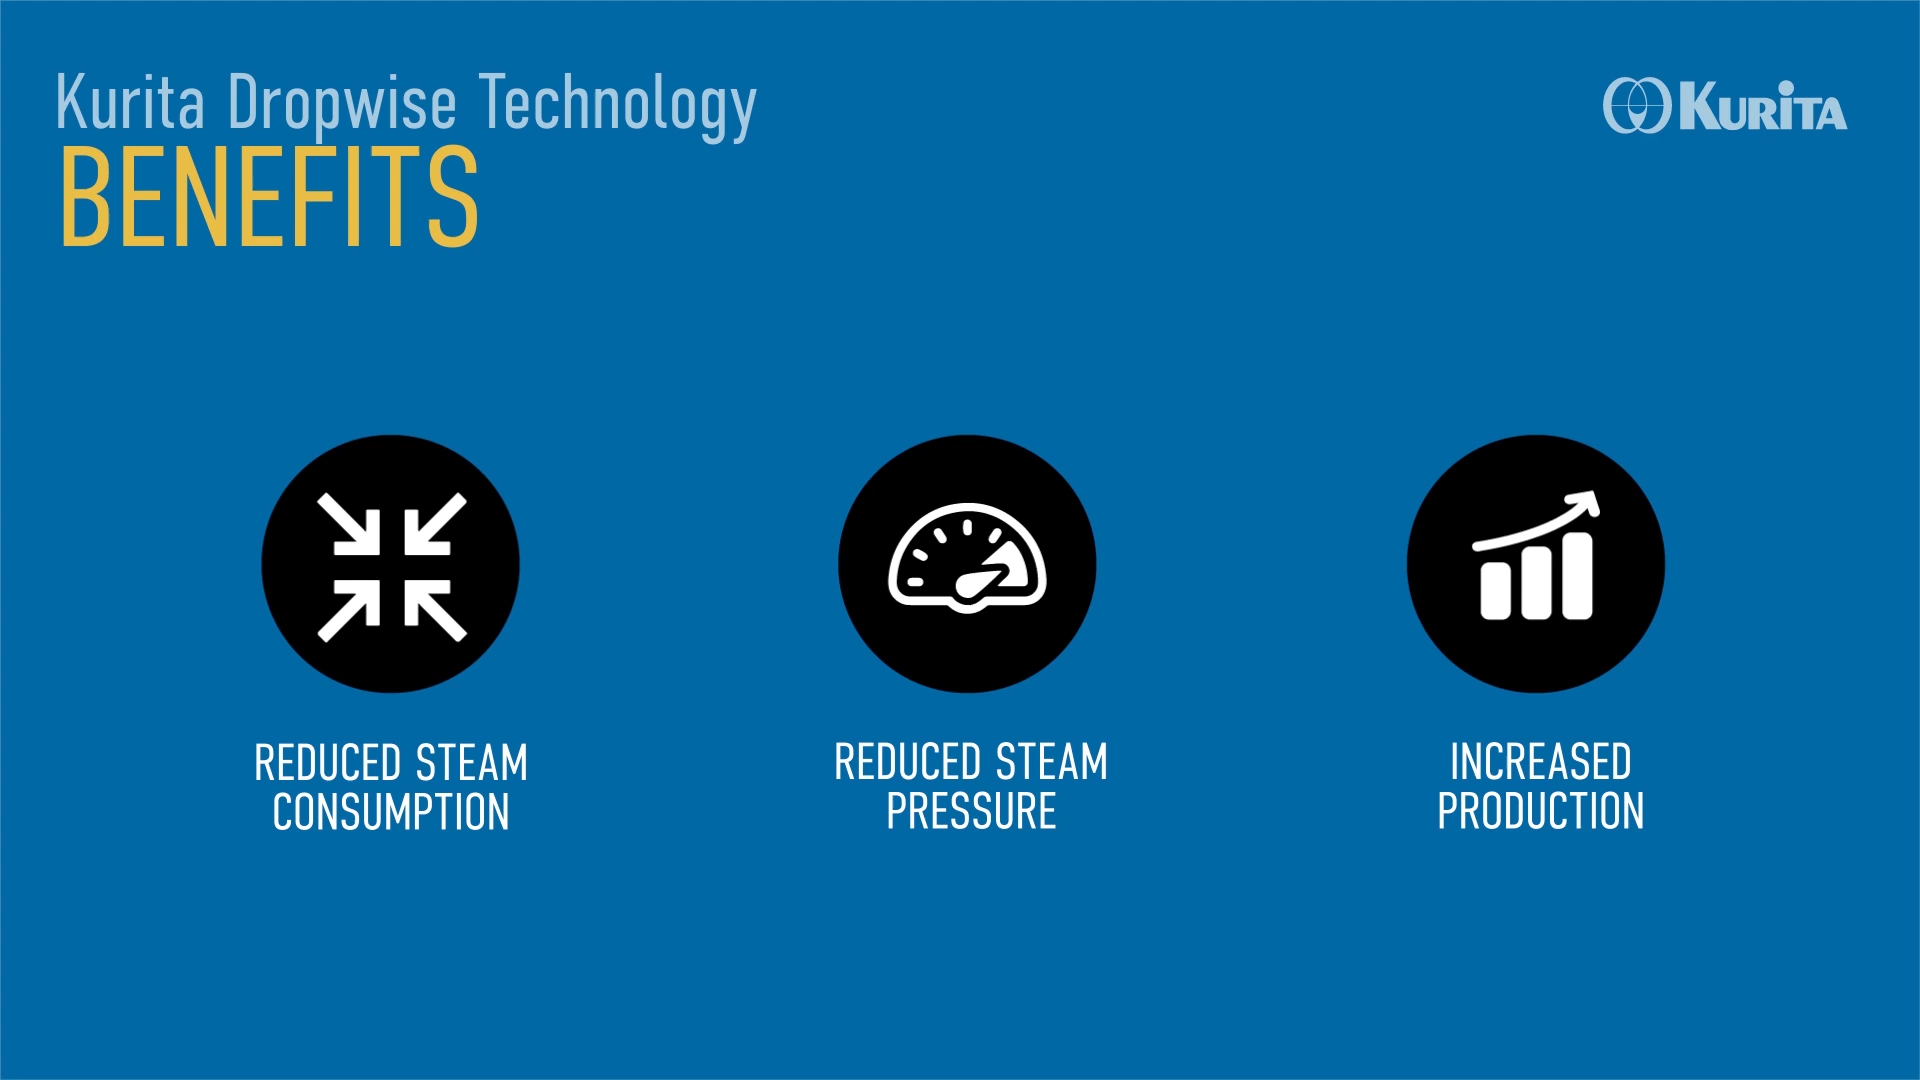 Kurita Dropwise Technology
BENEFITS
KURITA
REDUCED STEAM
CONSUMPTION
REDUCED STEAM
PRESSURE
INCREASED
PRODUCTION